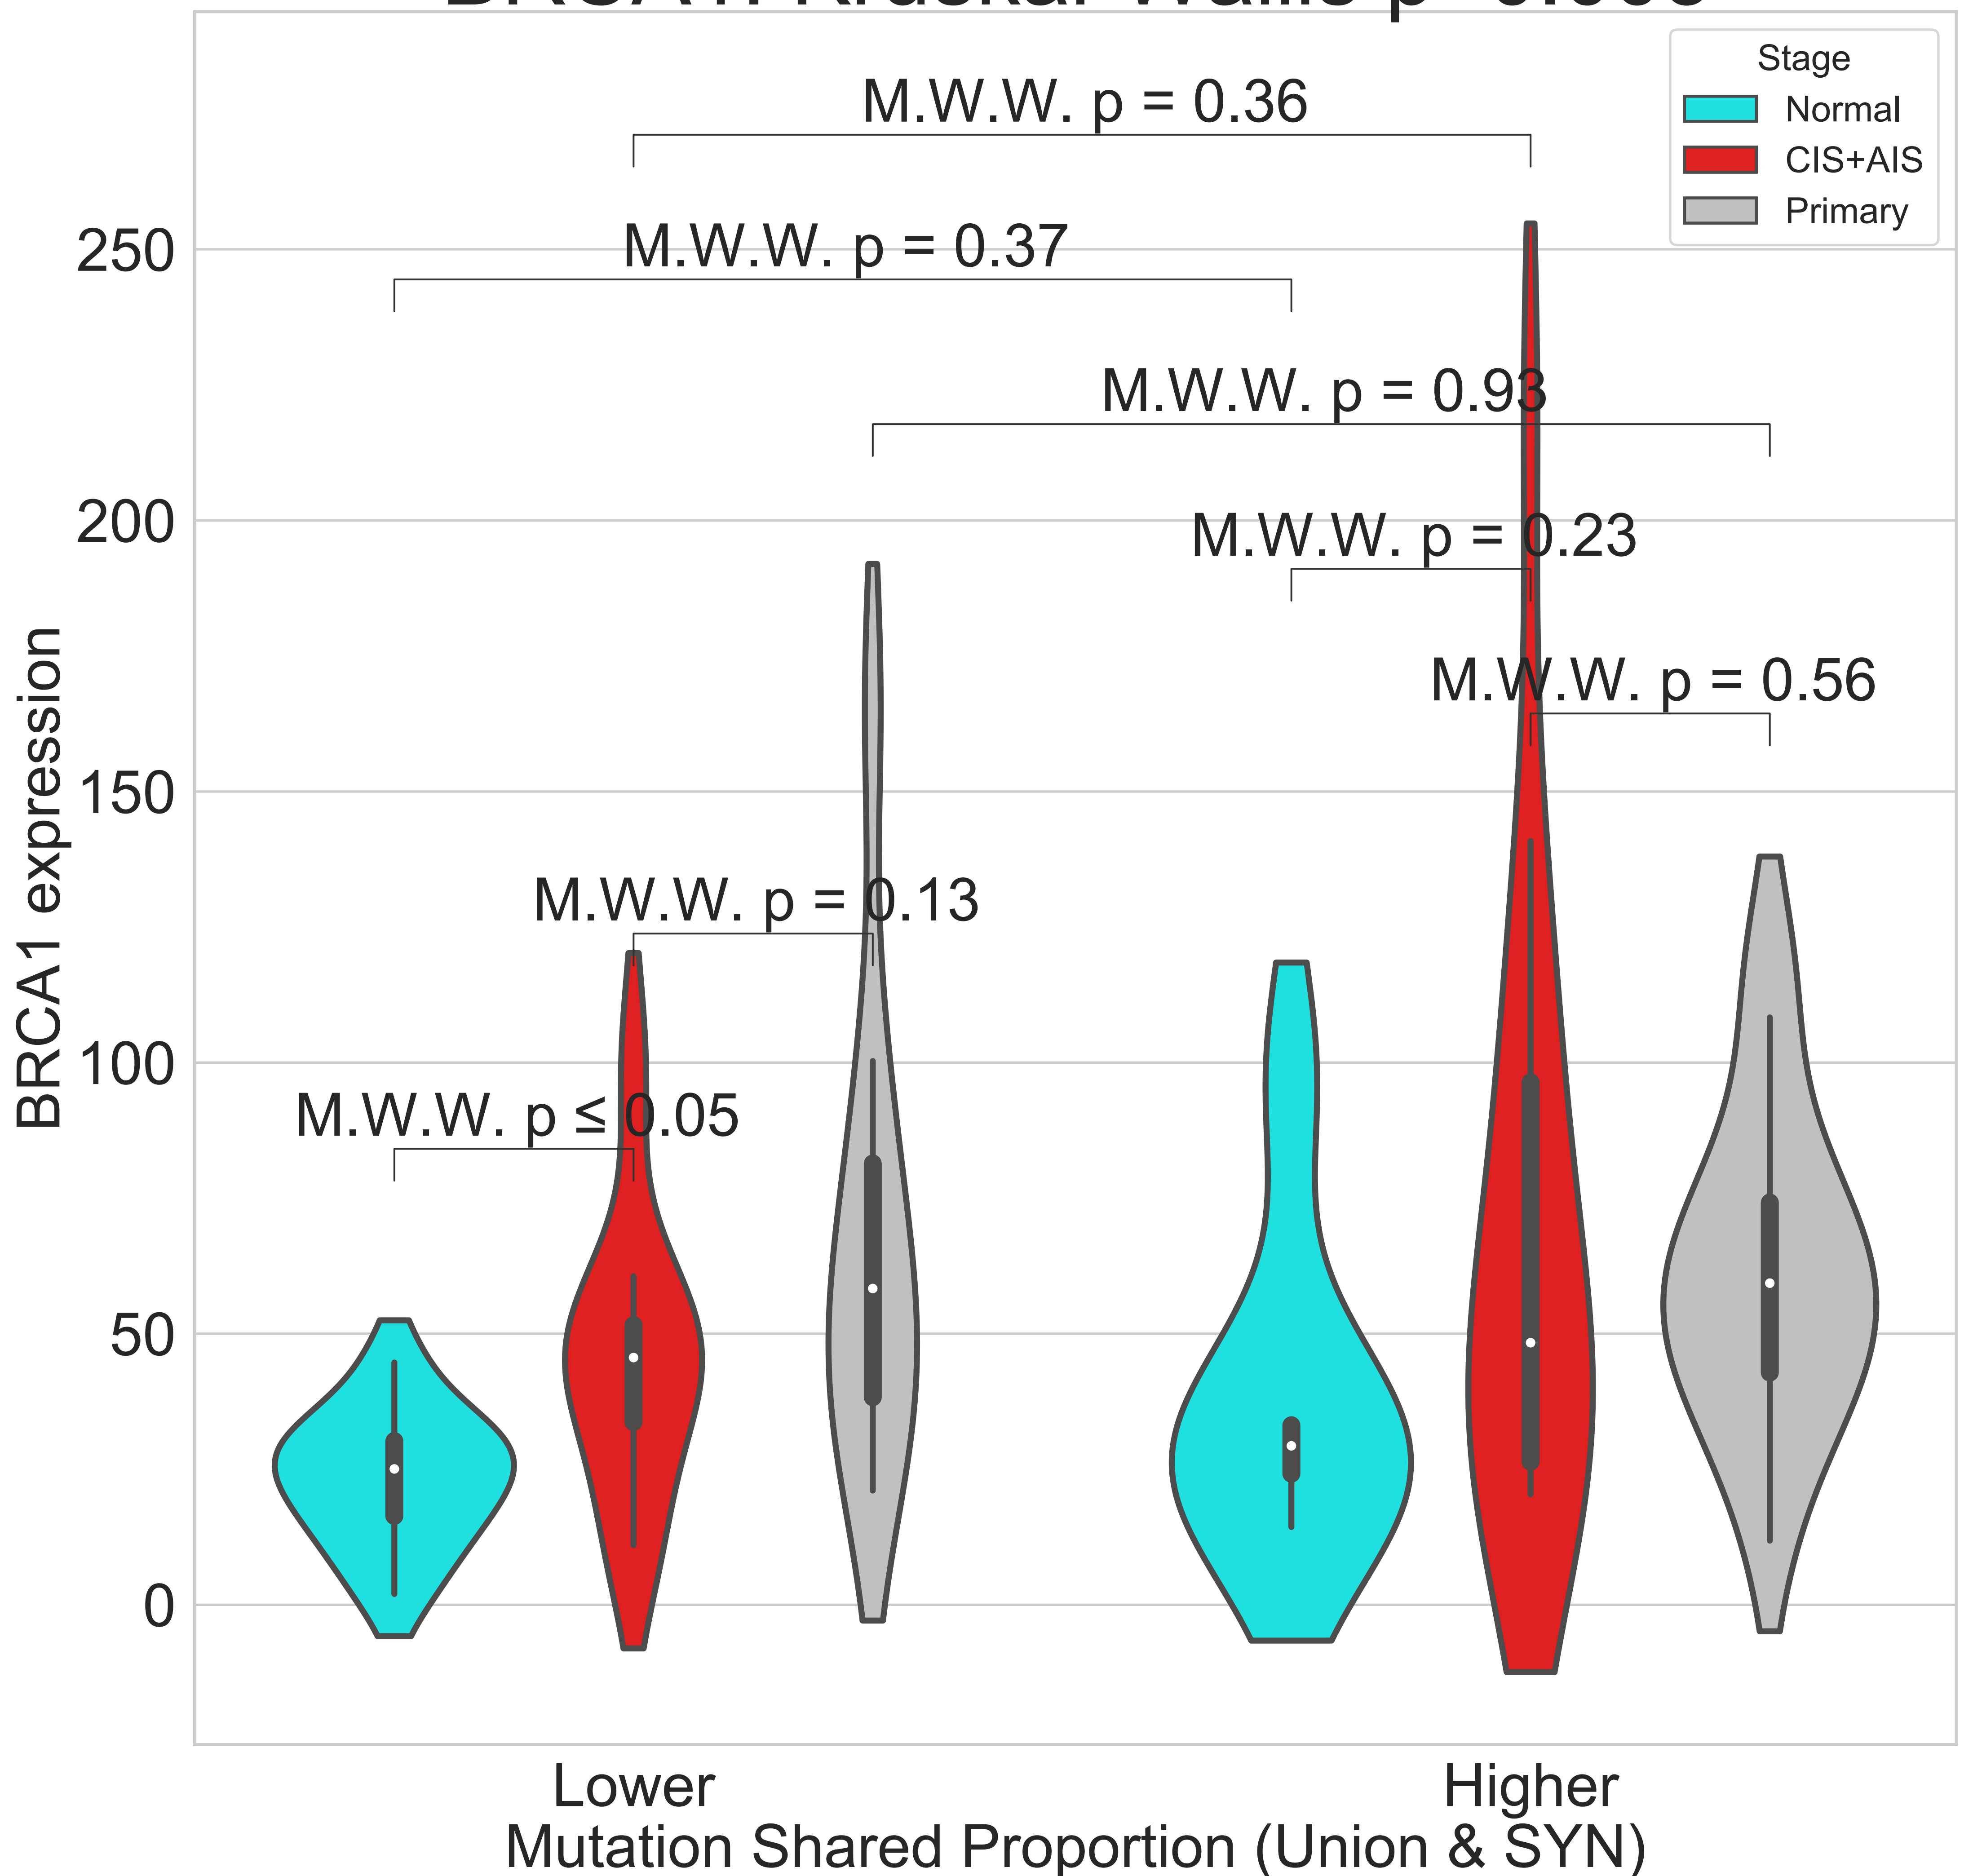 M.W.W. p = 0.36
Stage
Normal
CIS+AIS
Primary
M.W.W. p = 0.37
M.W.W. p = 0.93
M.W.W. p = 0.23
M.W.W. p = 0.56
M.W.W. p = 0.13
M.W.W. p ≤ 0.05
BRCA1 expression
250
200
150
100
50
0
Lower
Higher
Mutation Shared Proportion (Union & SYN)